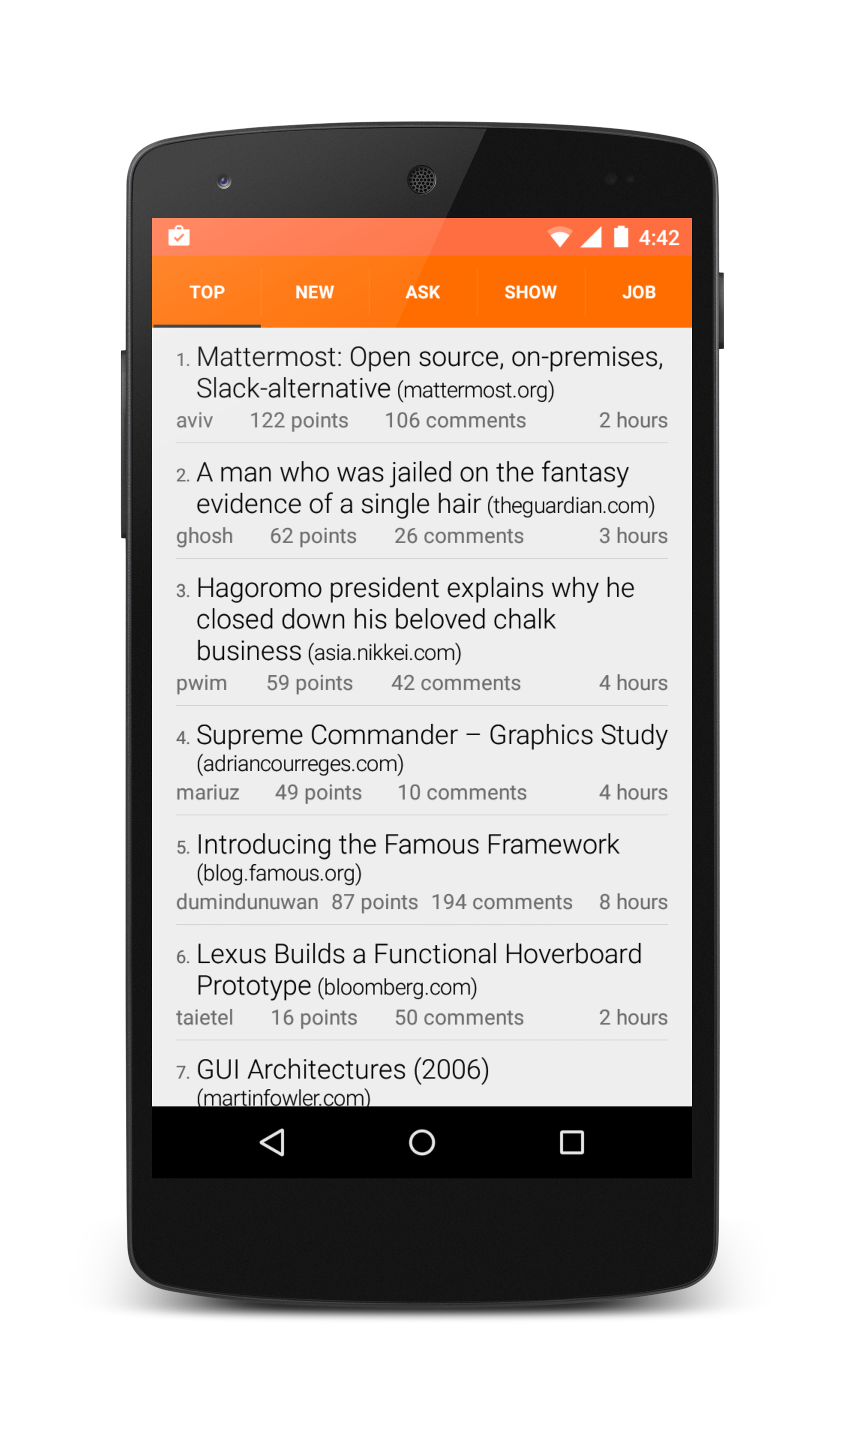 4:42
TOP NEW ASK SHOW JOB
1. Mattermost: Open source, on-premises,
Slack-alternative (mattermost.org)
aviv 122 points 106 comments 2 hours
2. A man who was jailed on the fantasy
evidence of a single hair (theguardian.com)
ghosh 62 points 26 comments 3 hours
3. Hagoromo president explains why he
closed down his beloved chalk
business (asia.nikkei.com)
pwim 59 points 42 comments 4 hours
4. Supreme Commander – Graphics Study
(adriancourreges.com)
mariuz 49 points 10 comments 4 hours
5. Introducing the Famous Framework
(blog.famous.org)
dumindunuwan 87 points 194 comments 8 hours
6. Lexus Builds a Functional Hoverboard
Prototype (bloomberg.com)
taietel 16 points 50 comments 2 hours
7. GUI Architectures (2006)
(martinfowler.com)